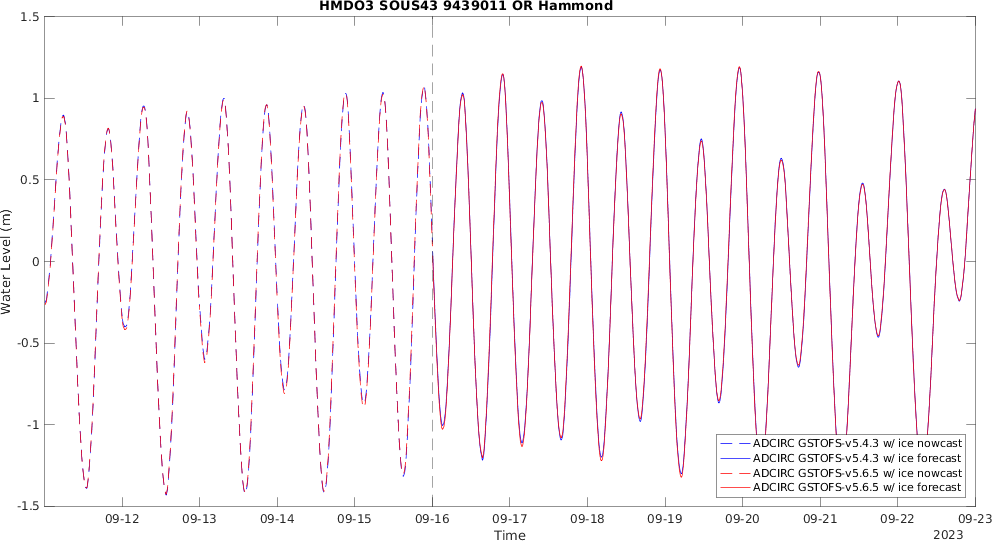 HMDO3 SOUS43 9439011 OR Hammond
1.5
1
0.5
0
-0.5
-1
-1.5
Water Level (m)
09-12 09-13 09-14 09-15 09-16 09-17 09-18 09-19 09-20 09-21 09-22 09-23
Time
2023
ADCIRC GSTOFS-v5.4.3 w/ ice nowcast
ADCIRC GSTOFS-v5.4.3 w/ ice forecast
ADCIRC GSTOFS-v5.6.5 w/ ice nowcast
ADCIRC GSTOFS-v5.6.5 w/ ice forecast